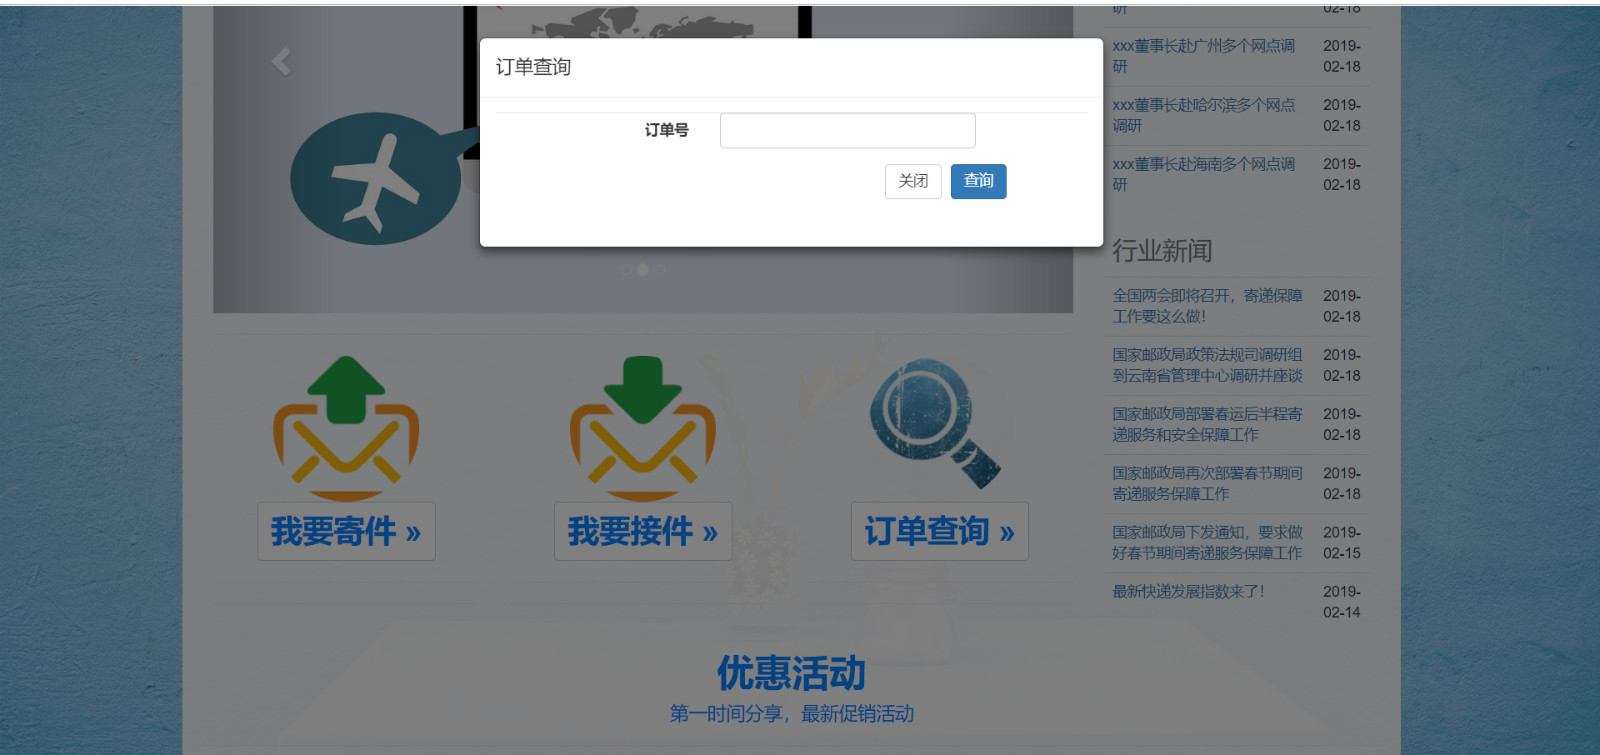 订单查询
订单号
关闭
查询
研
02-18
xxx董事长赴广州多个网点调
研
2019-
02-18
xxx董事长赴哈尔滨多个网点
调研
2019-
02-18
xxx董事长赴海南多个网点调
研
2019-
02-18
行业新闻
全国两会即将召开，寄递保障
工作要这么做！
2019-
02-18
国家邮政局政策法规司调研组
到云南省管理中心调研并座谈
2019-
02-18
国家邮政局部署春运后半程寄
递服务和安全保障工作
2019-
02-18
国家邮政局再次部署春节期间
寄递服务保障工作
2019-
02-18
国家邮政局下发通知，要求做
好春节期间寄递服务保障工作
2019-
02-15
最新快递发展指数来了！
2019-
02-14
我要寄件 »
我要接件 »
订单查询 »
优惠活动
第一时间分享，最新促销活动